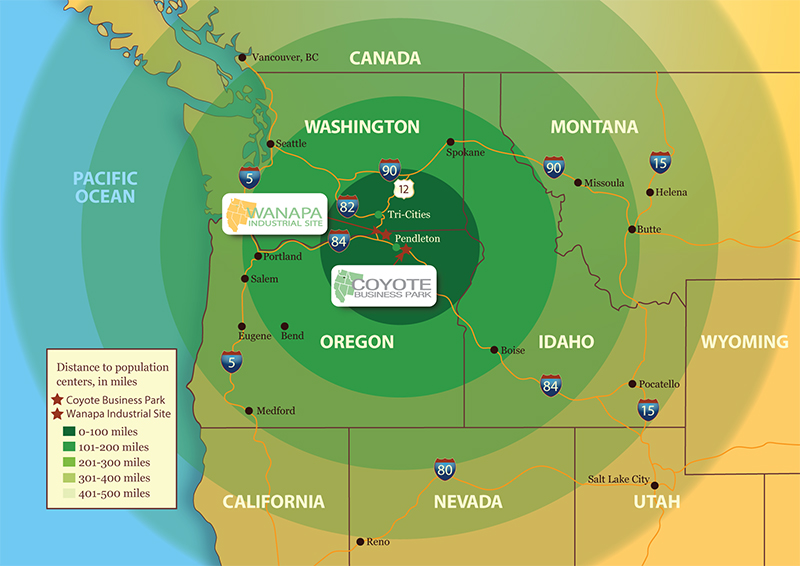 CANADA
Vancouver, BC
WASHINGTON
MONTANA
Seattle
Spokane
90
90
15
5
12
PACIFIC
OCEAN
Missoula
Helena
82
WANAPA
INDUSTRIAL SITE
Tri-Cities
Butte
84
Pendleton
Portland
Salem
COYOTE
BUSINESS PARK
Eugene
Bend
OREGON
IDAHO
WYOMING
Boise
5
84
Pocatello
15
Medford
Distance to population
centers, in miles
Coyote Business Park
Wanapa Industrial Site
0-100 miles
101-200 miles
201-300 miles
301-400 miles
401-500 miles
80
Salt Lake City
CALIFORNIA
NEVADA
UTAH
Reno